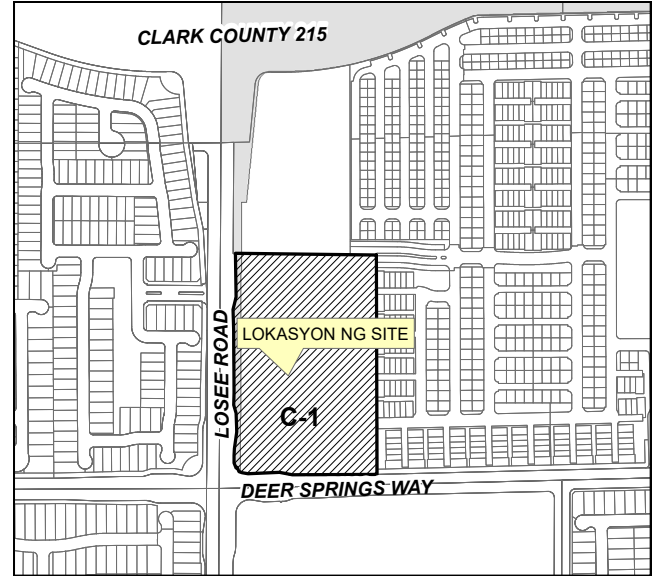 CLARK COUNTY 215
LOSEE ROAD
LOKASYON NG SITE
C-1
DEER SPRINGS WAY